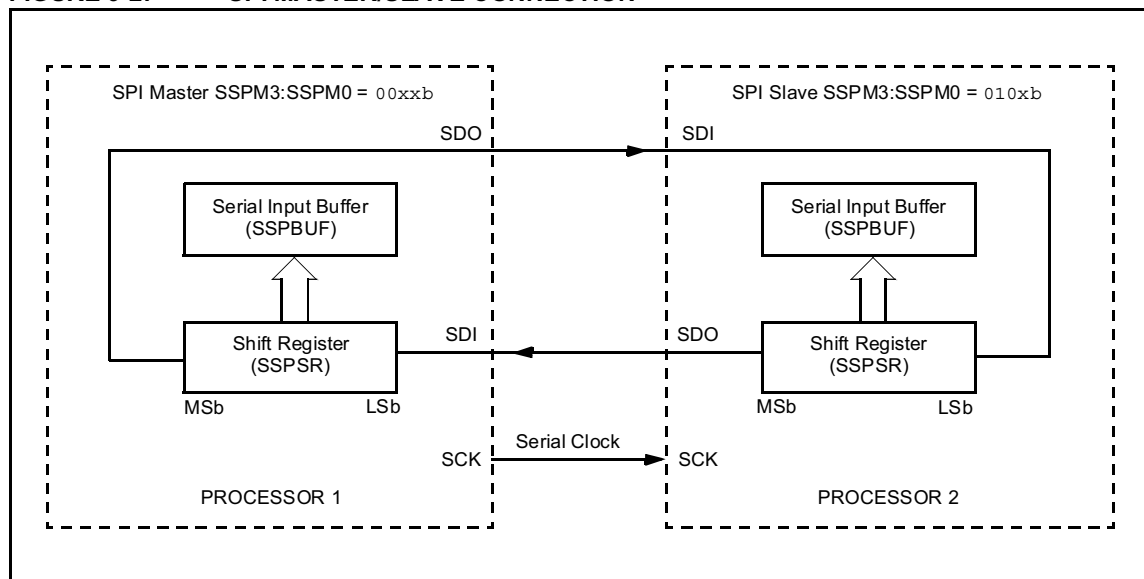 SPI Master SSPM3:SSPM0 = 00xxb
SDO
Serial Input Buffer
(SSPBUF)
Shift Register
(SSPSR)
MSb
LSb
SDI
SCK
PROCESSOR 1
Serial Clock
SPI Slave SSPM3:SSPM0 = 010xb
SDI
Serial Input Buffer
(SSPBUF)
SDO
Shift Register
(SSPSR)
MSb
LSb
SCK
PROCESSOR 2